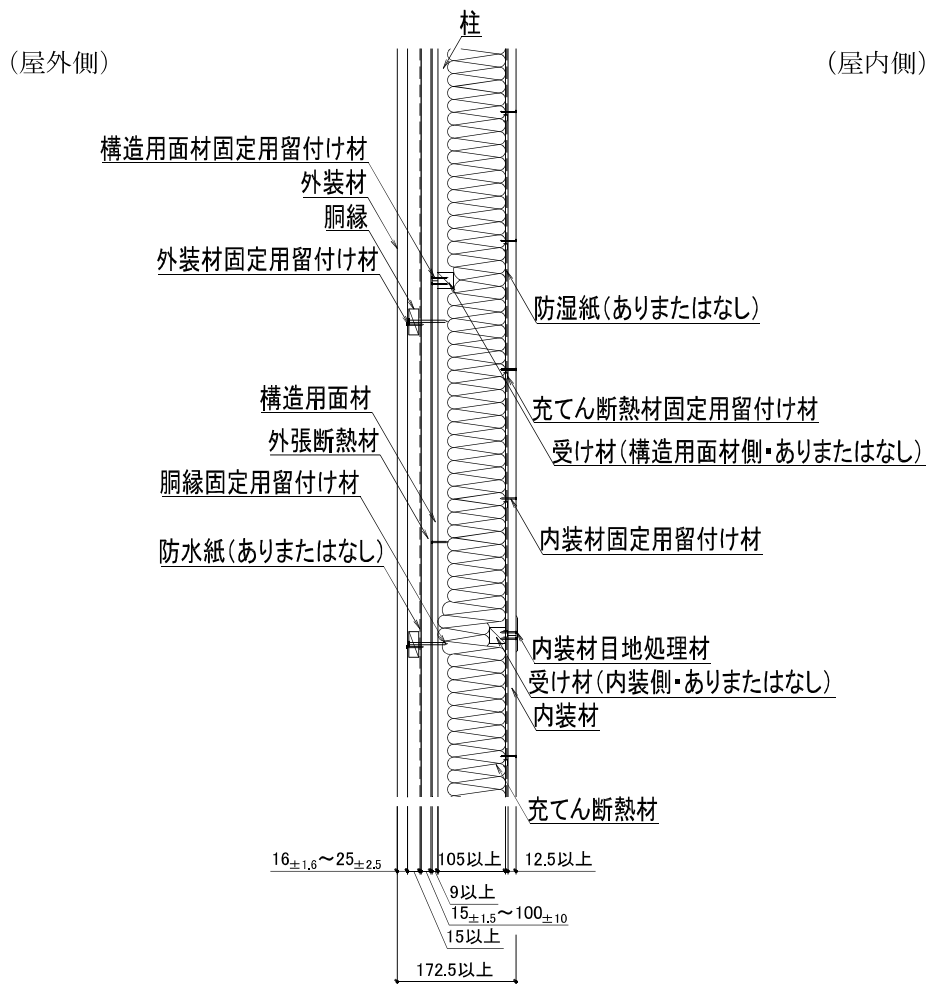 柱
(屋外側)
(屋内側)
構造用面材固定用留付け材
外装材
胴縁
外装材固定用留付け材
防湿紙(ありまたはなし)
構造用面材
充てん断熱材固定用留付け材
外張断熱材
受け材(構造用面材側・ありまたはなし)
胴縁固定用留付け材
内装材固定用留付け材
防水紙(ありまたはなし)
内装材目地処理材
受け材(内装側・ありまたはなし)
内装材
充てん断熱材
16±1.6~25±2.5
105以上
12.5以上
9以上
15±1.5~100±10
15以上
172.5以上